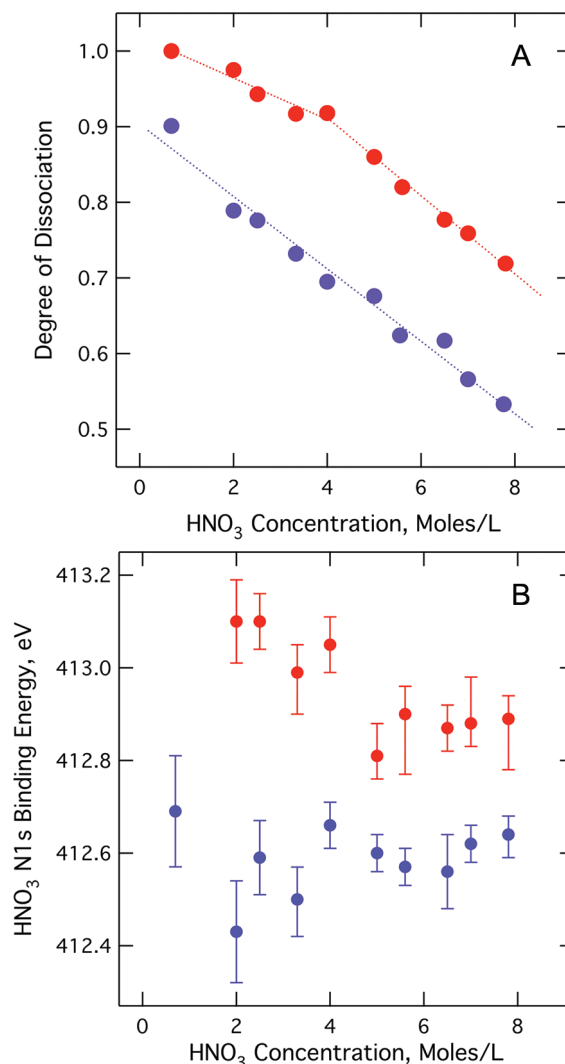 A
1.0
0.9
0.8
0.7
0.6
0.5
Degree of Dissociation
0 2 4 6 8
HNO₃ Concentration, Moles/L
B
413.2
413.0
412.8
412.6
412.4
HNO₃ N1s Binding Energy, eV
0 2 4 6 8
HNO₃ Concentration, Moles/L